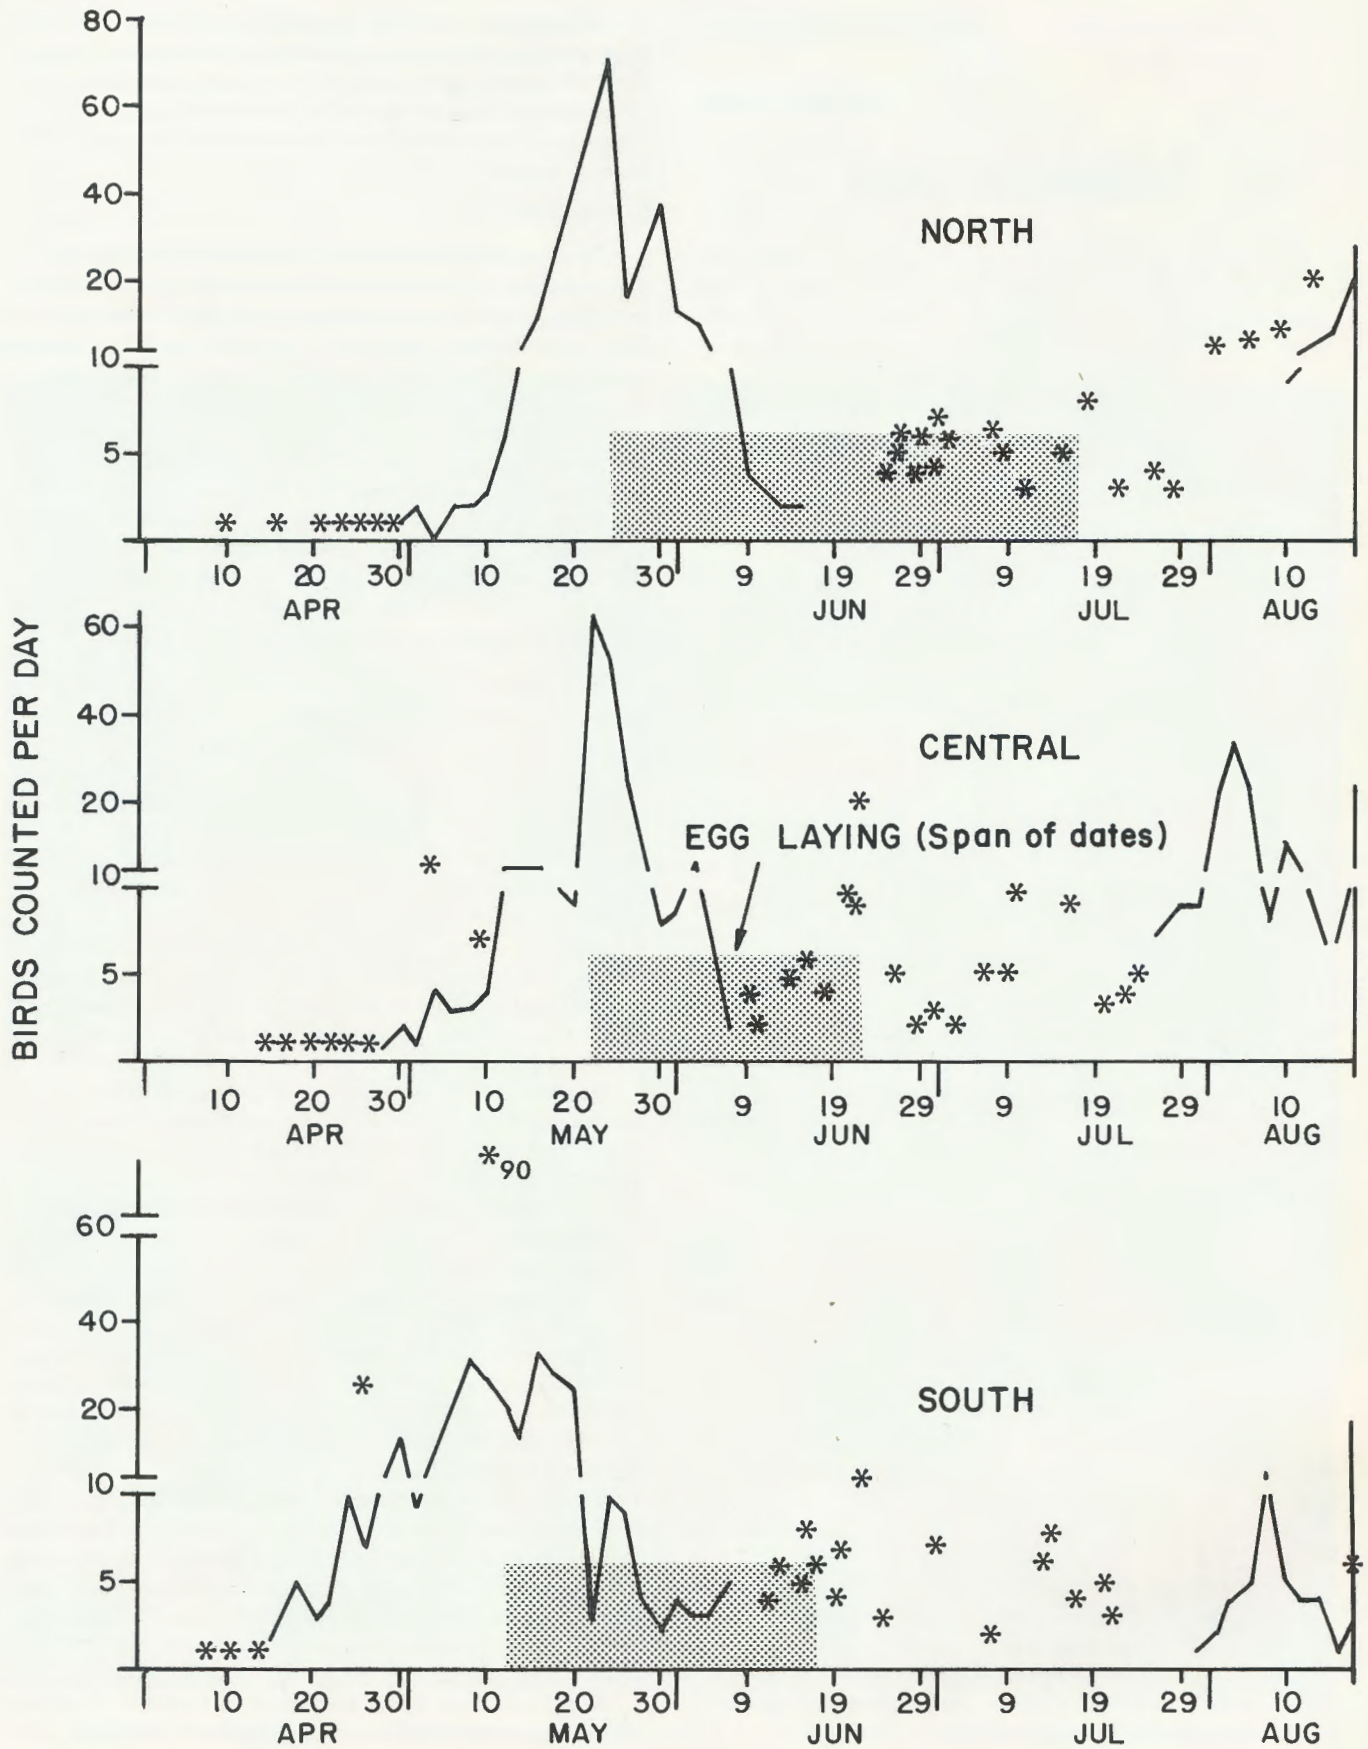 BIRDS COUNTED PER DAY
80
60
40
20
10
5
NORTH
10 20 30 10 20 30 9 19 29 9 19 29 10
APR JUN JUL AUG
60
40
20
10
5
CENTRAL
EGG LAYING (Span of dates)
10 20 30 10 20 30 9 19 29 9 19 29 10
APR MAY JUN JUL AUG
*90
60
40
20
10
5
SOUTH
10 20 30 10 20 30 9 19 29 9 19 29 10
APR MAY JUN JUL AUG